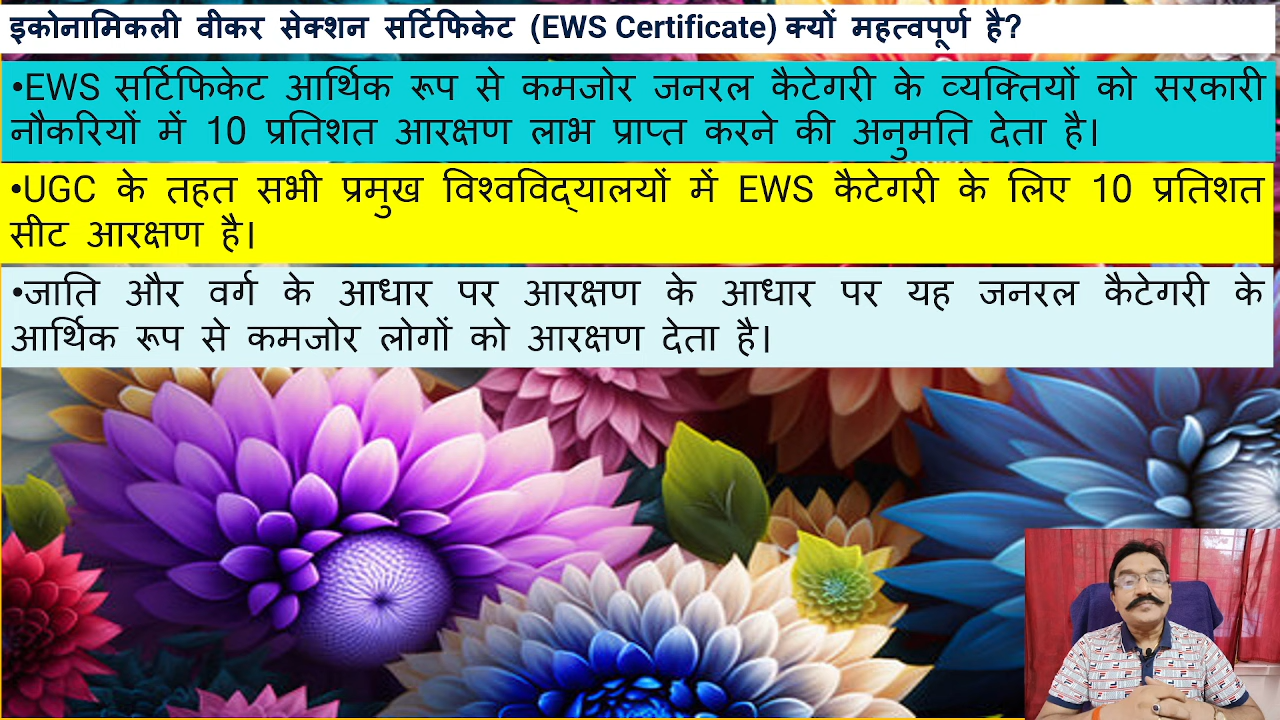 इकोनामिकली वीकर सेक्शन सर्टिफिकेट (EWS Certificate) क्यों महत्वपूर्ण है?
•EWS सर्टिफिकेट आर्थिक रूप से कमजोर जनरल कैटेगरी के व्यक्तियों को सरकारी
नौकरियों में 10 प्रतिशत आरक्षण लाभ प्राप्त करने की अनुमति देता है।
•UGC के तहत सभी प्रमुख विश्वविद्यालयों में EWS कैटेगरी के लिए 10 प्रतिशत
सीट आरक्षण है।
•जाति और वर्ग के आधार पर आरक्षण के आधार पर यह जनरल कैटेगरी के
आर्थिक रूप से कमजोर लोगों को आरक्षण देता है।